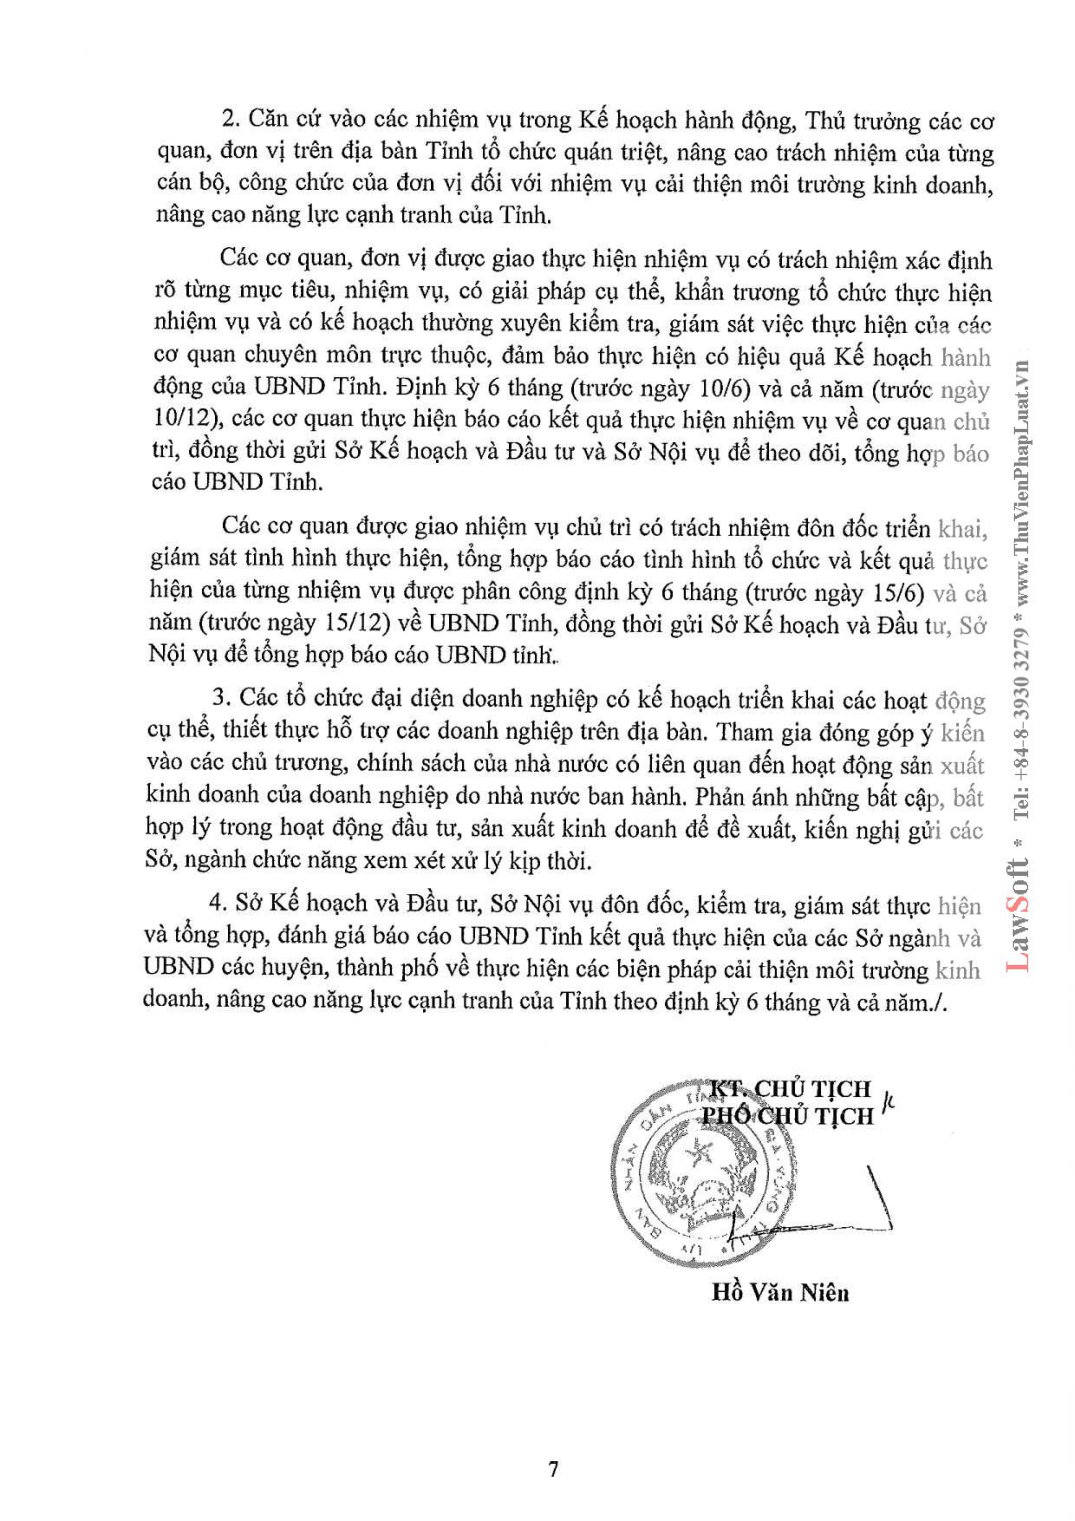 2. Căn cứ vào các nhiệm vụ trong Kế hoạch hành động, Thủ trưởng các cơ
quan, đơn vị trên địa bàn Tỉnh tổ chức quán triệt, nâng cao trách nhiệm của từng
cán bộ, công chức của đơn vị đối với nhiệm vụ cải thiện môi trường kinh doanh,
nâng cao năng lực cạnh tranh của Tỉnh.
Các cơ quan, đơn vị được giao thực hiện nhiệm vụ có trách nhiệm xác định
rõ từng mục tiêu, nhiệm vụ, có giải pháp cụ thể, khẩn trương tổ chức thực hiện
nhiệm vụ và có kế hoạch thường xuyên kiểm tra, giám sát việc thực hiện của các
cơ quan chuyên môn trực thuộc, đảm bảo thực hiện có hiệu quả Kế hoạch hành
động của UBND Tỉnh. Định kỳ 6 tháng (trước ngày 10/6) và cả năm (trước ngày
10/12), các cơ quan thực hiện báo cáo kết quả thực hiện nhiệm vụ về cơ quan chủ
trì, đồng thời gửi Sở Kế hoạch và Đầu tư và Sở Nội vụ để theo dõi, tổng hợp báo
cáo UBND Tỉnh.
Các cơ quan được giao nhiệm vụ chủ trì có trách nhiệm đôn đốc triển khai,
giám sát tình hình thực hiện, tổng hợp báo cáo tình hình tổ chức và kết quả thực
hiện của từng nhiệm vụ được phân công định kỳ 6 tháng (trước ngày 15/6) và cả
năm (trước ngày 15/12) về UBND Tỉnh, đồng thời gửi Sở Kế hoạch và Đầu tư, Sở
Nội vụ để tổng hợp báo cáo UBND tỉnh.
3. Các tổ chức đại diện doanh nghiệp có kế hoạch triển khai các hoạt động
cụ thể, thiết thực hỗ trợ các doanh nghiệp trên địa bàn. Tham gia đóng góp ý kiến
vào các chủ trương, chính sách của nhà nước có liên quan đến hoạt động sản xuất
kinh doanh của doanh nghiệp do nhà nước ban hành. Phản ánh những bất cập, bất
hợp lý trong hoạt động đầu tư, sản xuất kinh doanh để đề xuất, kiến nghị gửi các
Sở, ngành chức năng xem xét xử lý kịp thời.
4. Sở Kế hoạch và Đầu tư, Sở Nội vụ đôn đốc, kiểm tra, giám sát thực hiện
và tổng hợp, đánh giá báo cáo UBND Tỉnh kết quả thực hiện của các Sở ngành và
UBND các huyện, thành phố về thực hiện các biện pháp cải thiện môi trường kinh
doanh, nâng cao năng lực cạnh tranh của Tỉnh theo định kỳ 6 tháng và cả năm./.
KT. CHỦ TỊCH
PHÓ CHỦ TỊCH
BAN NHÂN DÂN TỈNH
Hồ Văn Niên
7
LawSoft * Tel: +84-8-3930 3279 * www.ThuVienPhapLuat.vn